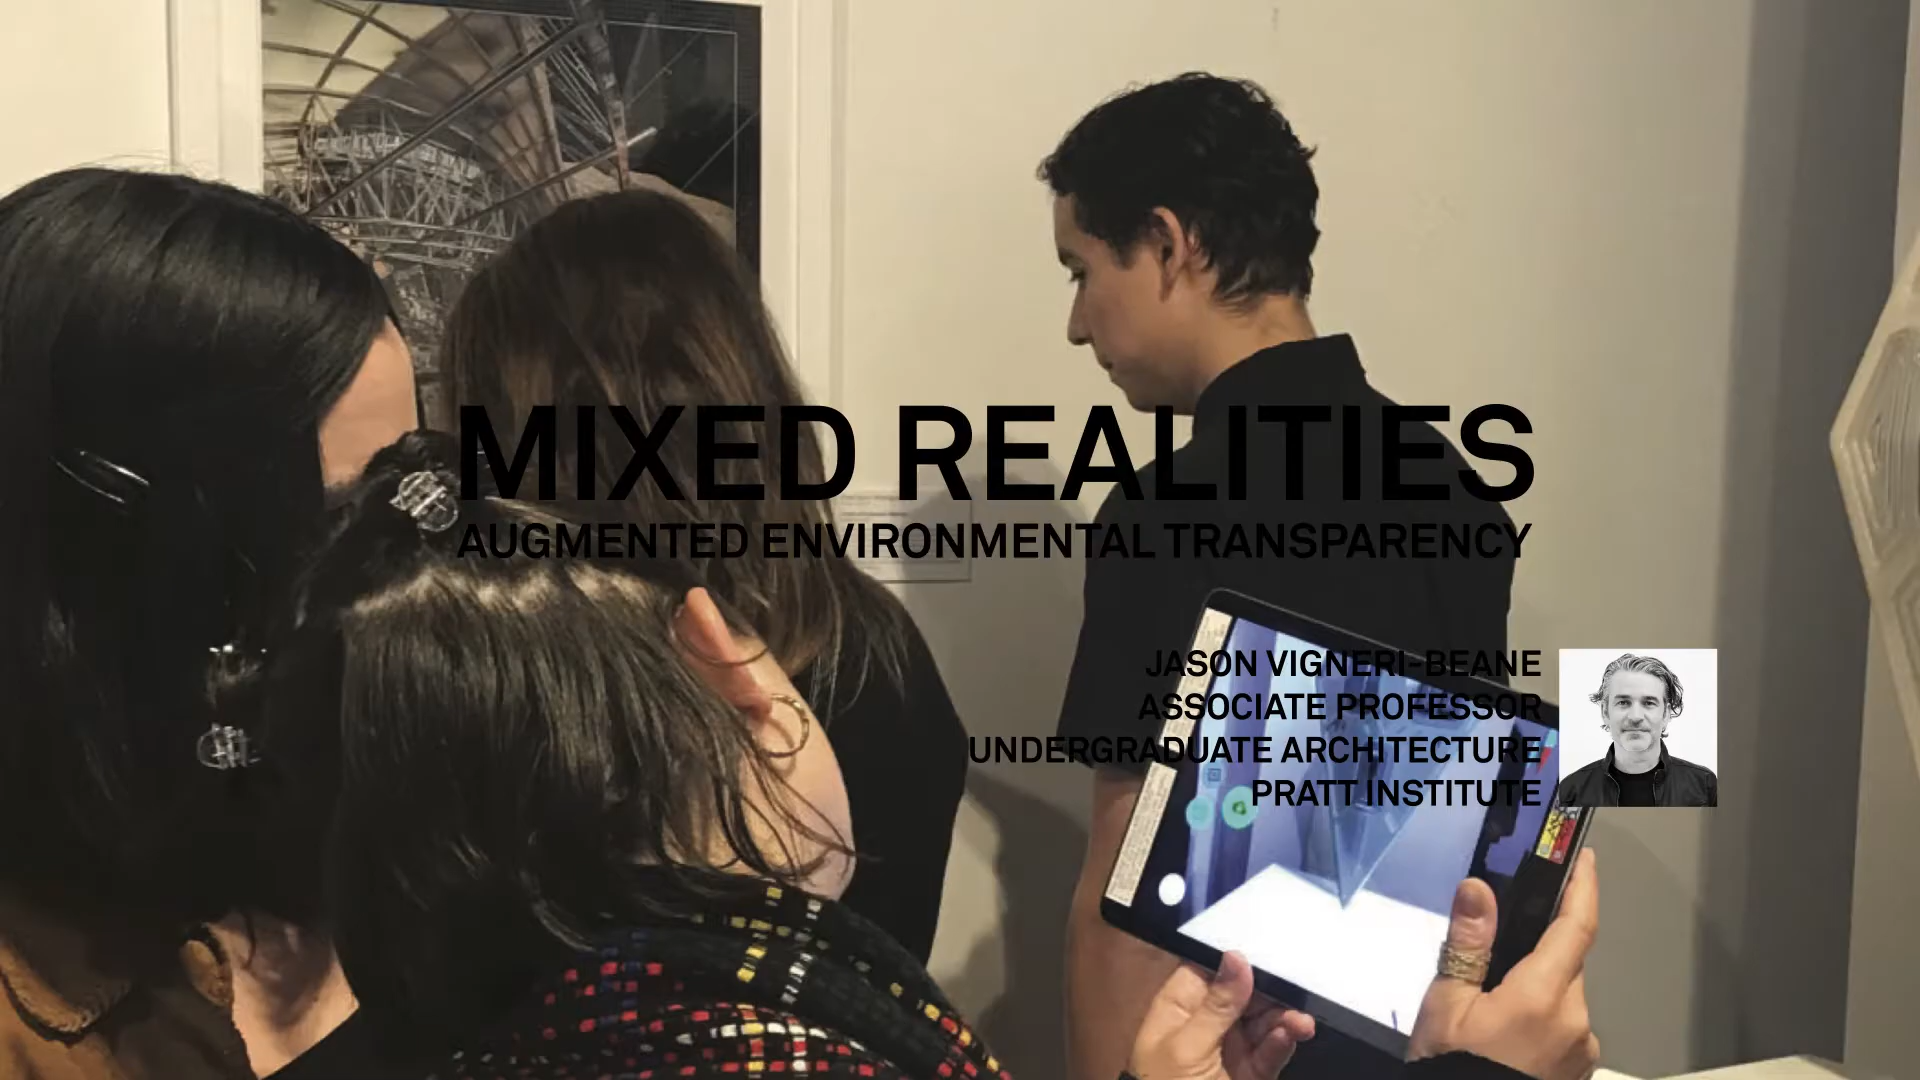 MIXED REALITIES
AUGMENTED ENVIRONMENTAL TRANSPARENCY
JASON VIGNERI-BEANE
ASSOCIATE PROFESSOR
UNDERGRADUATE ARCHITECTURE
PRATT INSTITUTE